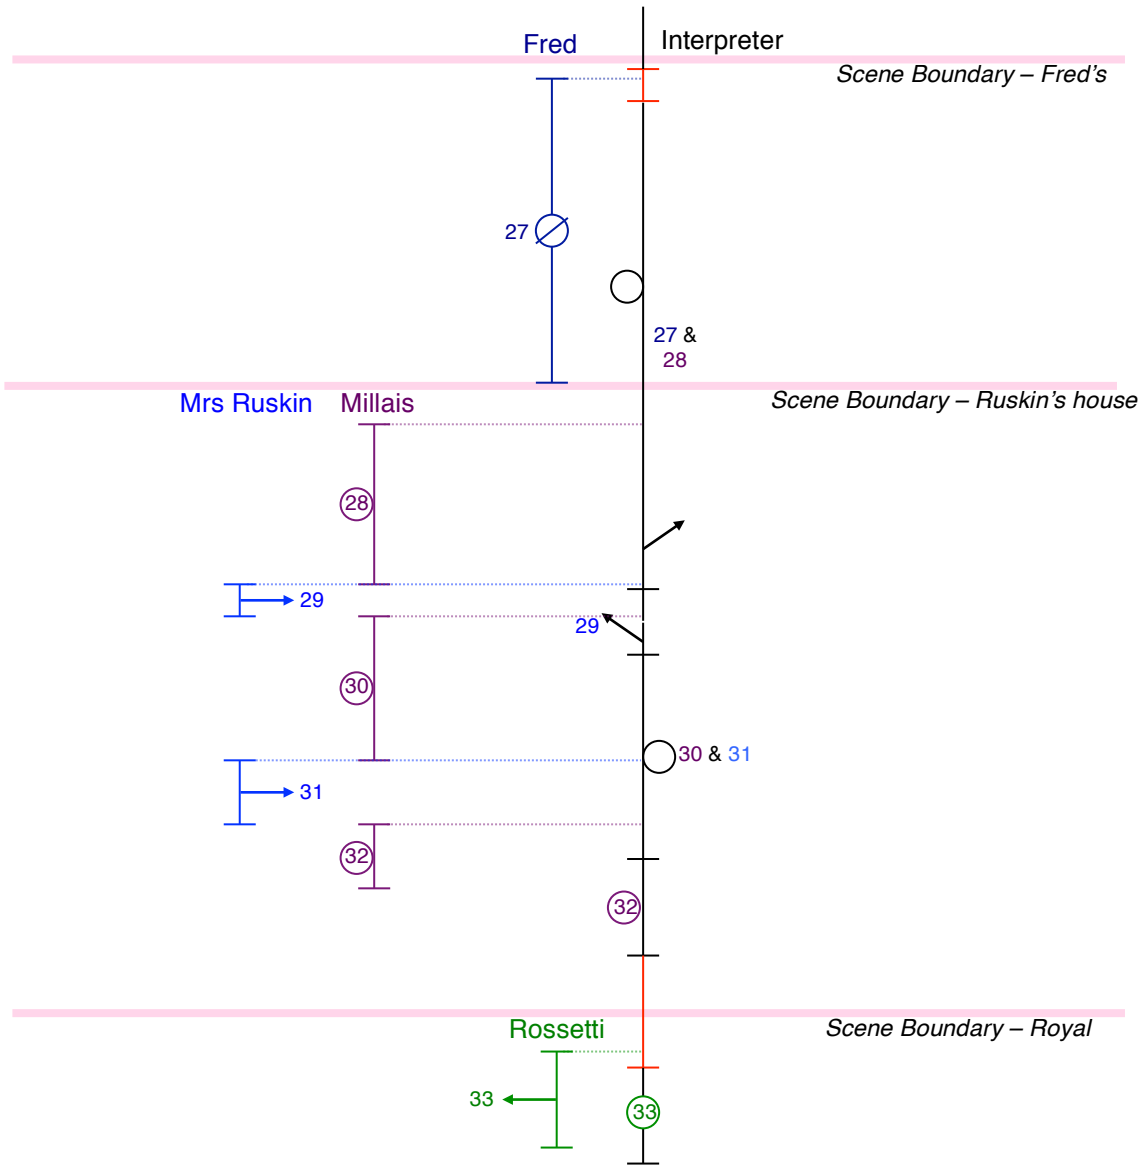 Fred
Interpreter
Scene Boundary – Fred's
27
27 &
28
Mrs Ruskin
Millais
Scene Boundary – Ruskin's house
28
29
29
30
30 & 31
31
32
32
Rossetti
Scene Boundary – Royal
33
33